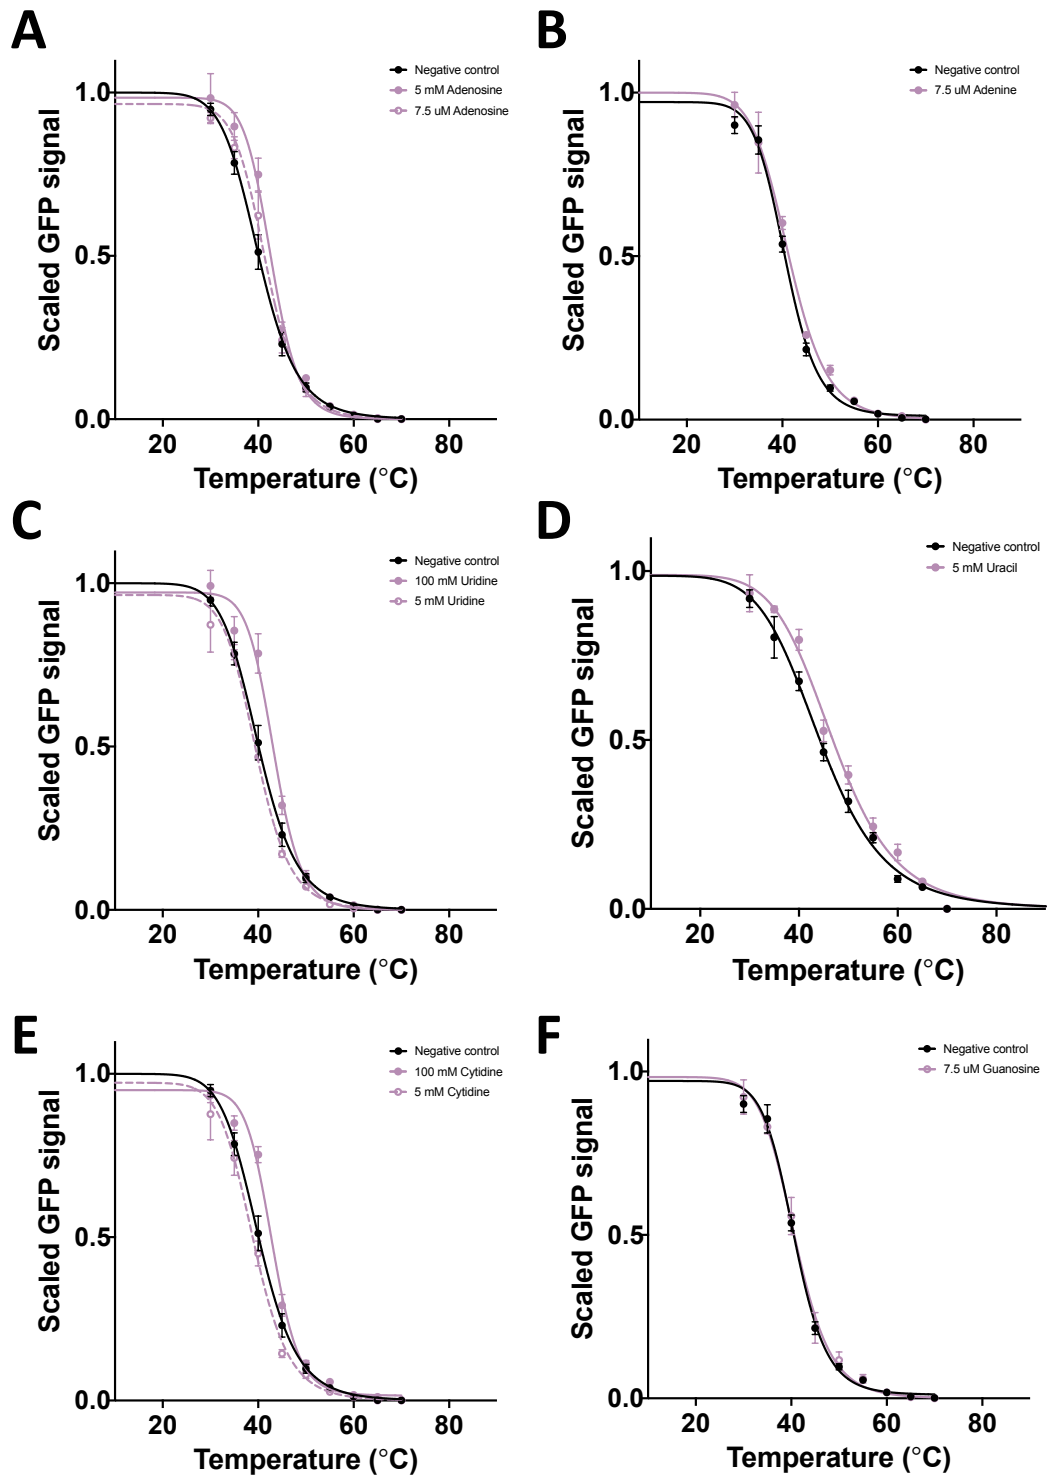 A
Negative control
5 mM Adenosine
7.5 uM Adenosine
Scaled GFP signal
1.0
0.5
0.0
20 40 60 80
Temperature (°C)
B
Negative control
7.5 uM Adenine
Scaled GFP signal
1.0
0.5
0.0
20 40 60 80
Temperature (°C)
C
Negative control
100 mM Uridine
5 mM Uridine
Scaled GFP signal
1.0
0.5
0.0
20 40 60 80
Temperature (°C)
D
Negative control
5 mM Uracil
Scaled GFP signal
1.0
0.5
0.0
20 40 60 80
Temperature (°C)
E
Negative control
100 mM Cytidine
5 mM Cytidine
Scaled GFP signal
1.0
0.5
0.0
20 40 60 80
Temperature (°C)
F
Negative control
7.5 uM Guanosine
Scaled GFP signal
1.0
0.5
0.0
20 40 60 80
Temperature (°C)